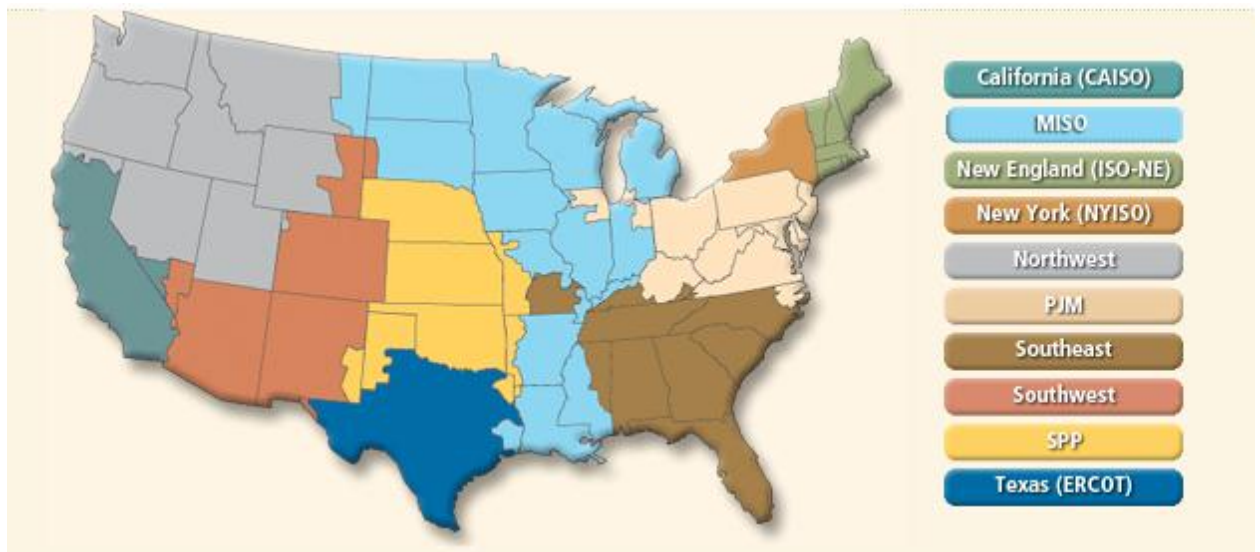 California (CAISO)
MISO
New England (ISO-NE)
New York (NYISO)
Northwest
PJM
Southeast
Southwest
SPP
Texas (ERCOT)